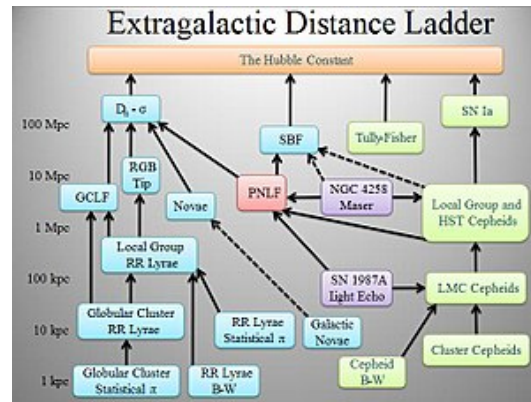 Extragalactic Distance Ladder
The Hubble Constant
Dₙ - σ
SN Ia
100 Mpc
SBF
Tully-Fisher
RGB
Tip
10 Mpc
GCLF
Novae
PNLF
NGC 4258
Maser
Local Group and
HST Cepheids
1 Mpc
Local Group
RR Lyrae
100 kpc
SN 1987A
light Echo
LMC Cepheids
Globular Cluster
RR Lyrae
10 kpc
RR Lyrae
Statistical π
Galactic
Novae
Cluster Cepheids
Cepheid
B-W
Globular Cluster
Statistical π
RR Lyrae
B-W
1 kpc